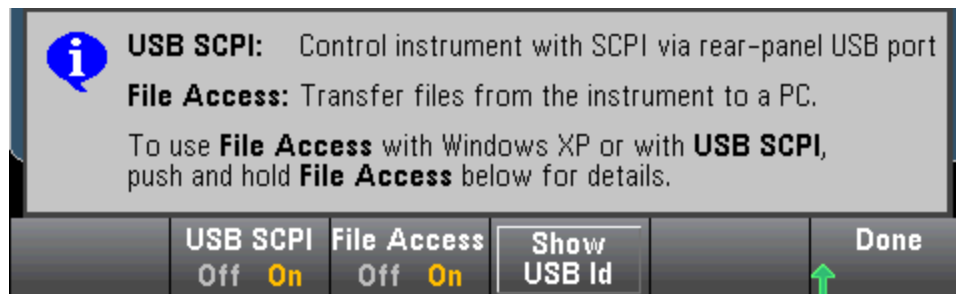 USB SCPI: Control instrument with SCPI via rear-panel USB port
File Access: Transfer files from the instrument to a PC.
To use File Access with Windows XP or with USB SCPI,
push and hold File Access below for details.
USB SCPI File Access Show Done
Off On Off On USB Id